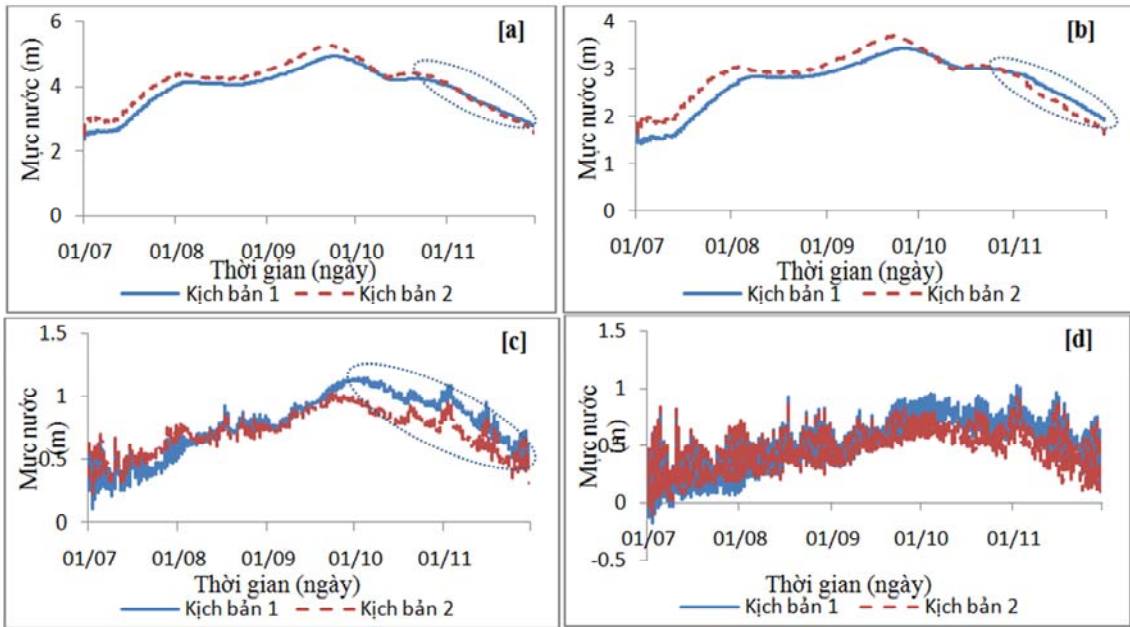 [a]
6
4
2
0
Mực nước (m)
01/07 01/08 01/09 01/10 01/11
Thời gian (ngày)
Kịch bản 1 Kịch bản 2
[b]
4
3
2
1
0
Mực nước (m)
01/07 01/08 01/09 01/10 01/11
Thời gian (ngày)
Kịch bản 1 Kịch bản 2
[c]
1.5
1
0.5
0
Mực nước
(m)
01/07 01/08 01/09 01/10 01/11
Thời gian (ngày)
Kịch bản 1 Kịch bản 2
[d]
1.5
1
0.5
0
-0.5
Mực nước
(m)
01/07 01/08 01/09 01/10 01/11
Thời gian (ngày)
Kịch bản 1 Kịch bản 2